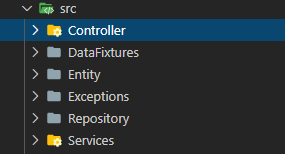 src
Controller
DataFixtures
Entity
Exceptions
Repository
Services